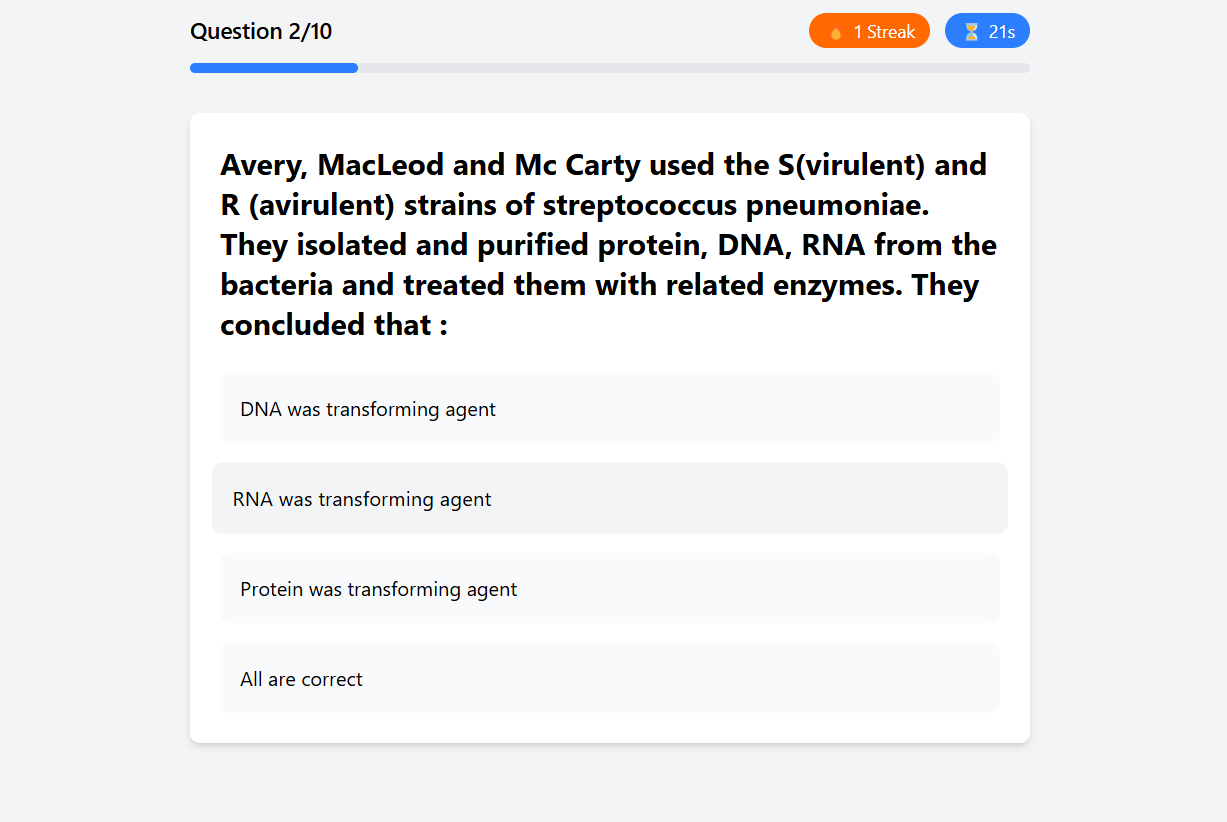 Question 2/10
🔥 1 Streak
⏳ 21s
Avery, MacLeod and Mc Carty used the S(virulent) and
R (avirulent) strains of streptococcus pneumoniae.
They isolated and purified protein, DNA, RNA from the
bacteria and treated them with related enzymes. They
concluded that :
DNA was transforming agent
RNA was transforming agent
Protein was transforming agent
All are correct